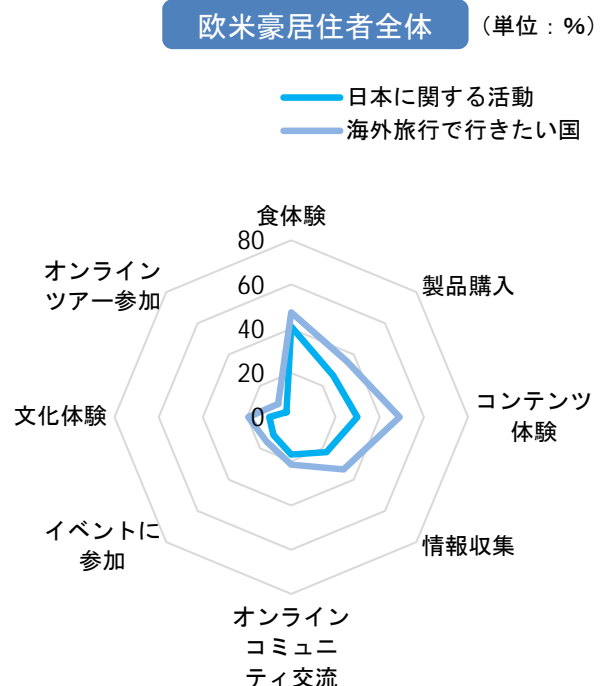 欧米豪居住者全体
（単位：%）
日本に関する活動
海外旅行で行きたい国
食体験
80
60
40
20
0
製品購入
コンテンツ
体験
情報収集
オンライン
コミュニ
ティ交流
イベントに
参加
文化体験
オンライン
ツアー参加